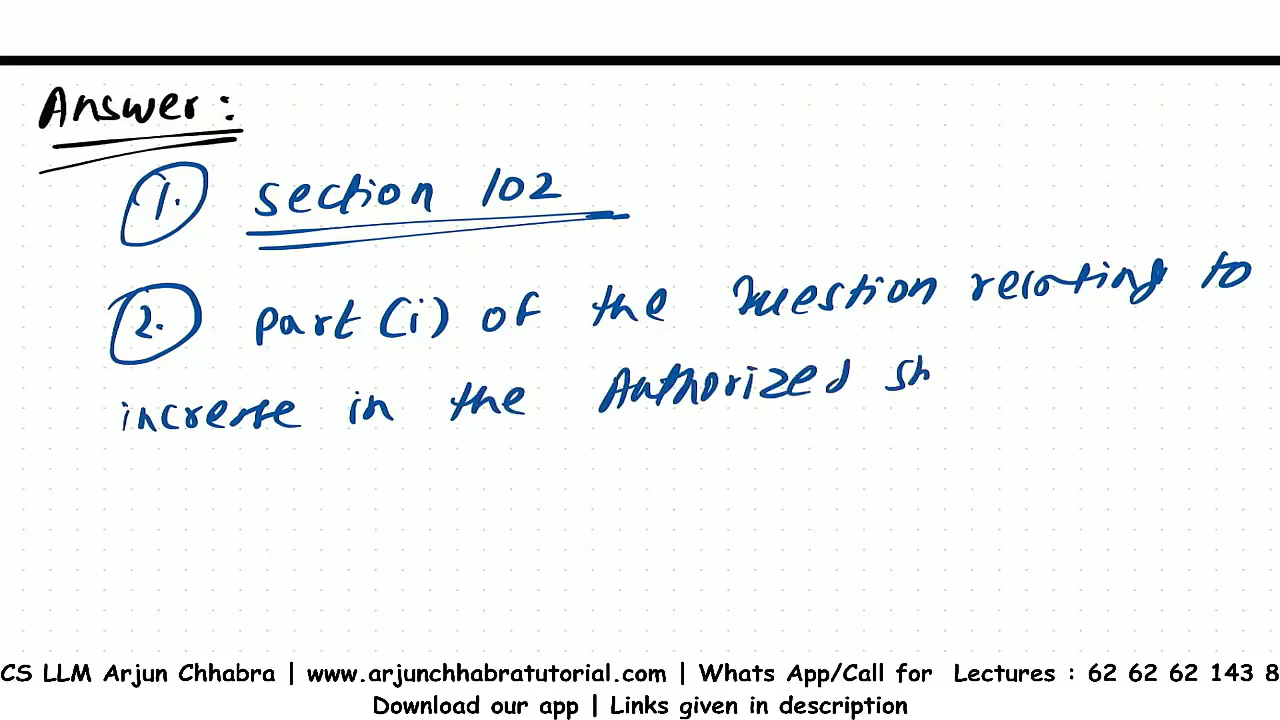 Answer :
1. section 102
2. part (i) of the question relating to
increase in the Authorized sh
CS LLM Arjun Chhabra | www.arjunchhabratutorial.com | Whats App/Call for Lectures : 62 62 62 143 8
Download our app | Links given in description